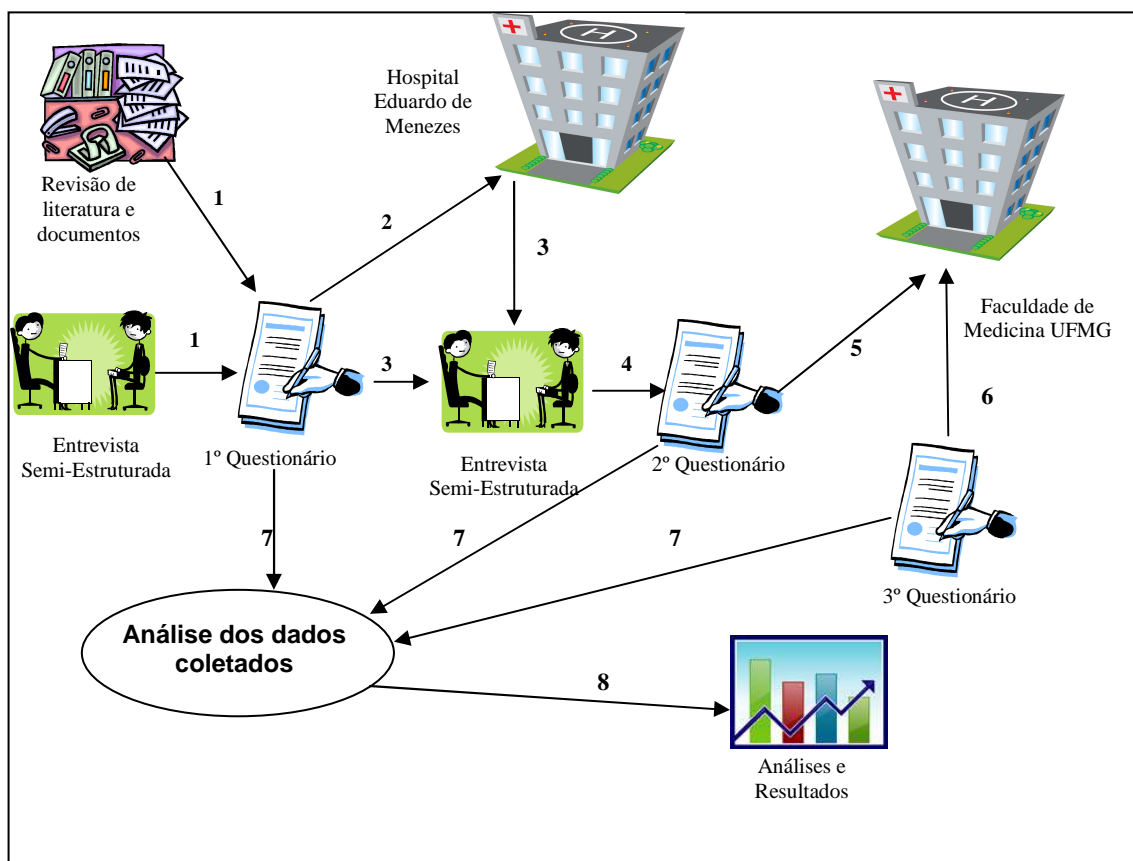 Hospital
Eduardo de
Menezes
Revisão de
literatura e
documentos
1
2
3
Faculdade de
Medicina UFMG
1
3
4
5
6
Entrevista
Semi-Estruturada
1º Questionário
Entrevista
Semi-Estruturada
2º Questionário
7
7
7
3º Questionário
Análise dos dados
coletados
8
Análises e
Resultados